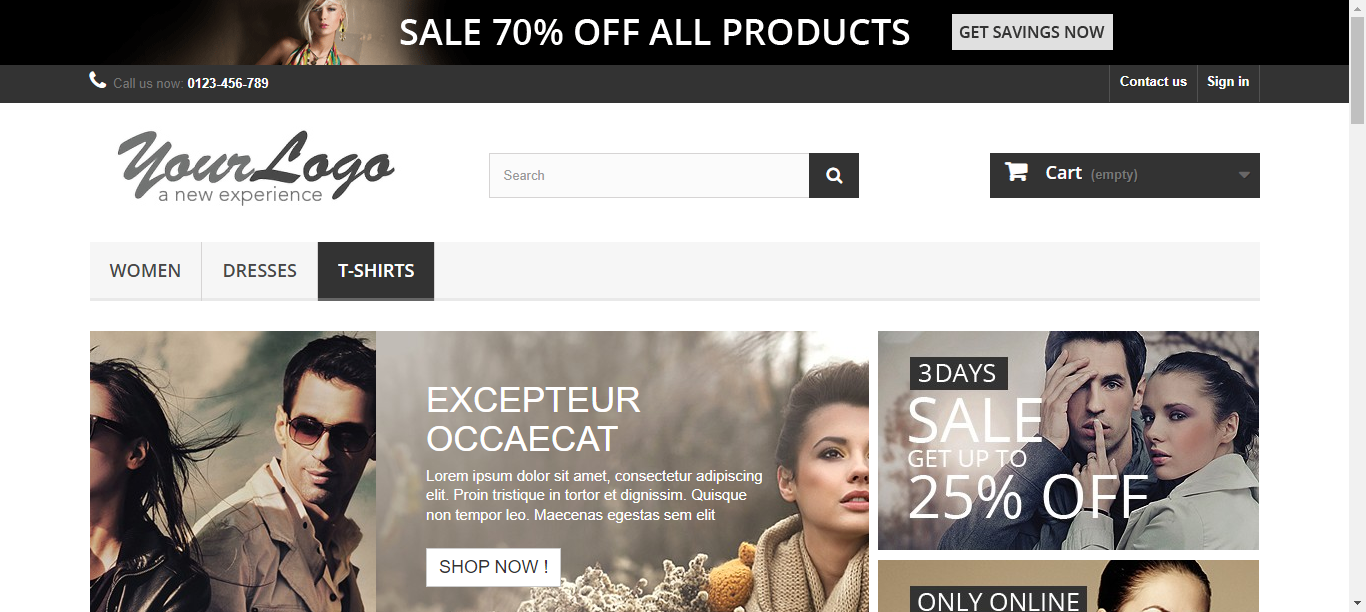 SALE 70% OFF ALL PRODUCTS
GET SAVINGS NOW
Call us now: 0123-456-789
Contact us
Sign in
YourLogo
a new experience
Search
Cart (empty)
WOMEN
DRESSES
T-SHIRTS
EXCEPTEUR
OCCAECAT
Lorem ipsum dolor sit amet, consectetur adipiscing
elit. Proin tristique in tortor et dignissim. Quisque
non tempor leo. Maecenas egestas sem elit
SHOP NOW !
3 DAYS
SALE
GET UP TO
25% OFF
ONLY ONLINE